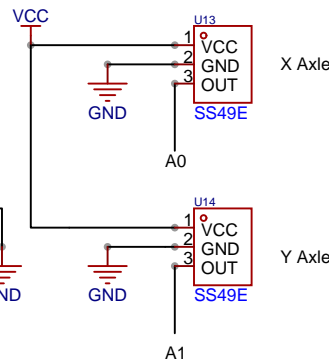 VCC
U13
1 VCC
2 GND
3 OUT
X Axle
GND
SS49E
A0
U14
1 VCC
2 GND
3 OUT
Y Axle
ND
GND
SS49E
A1